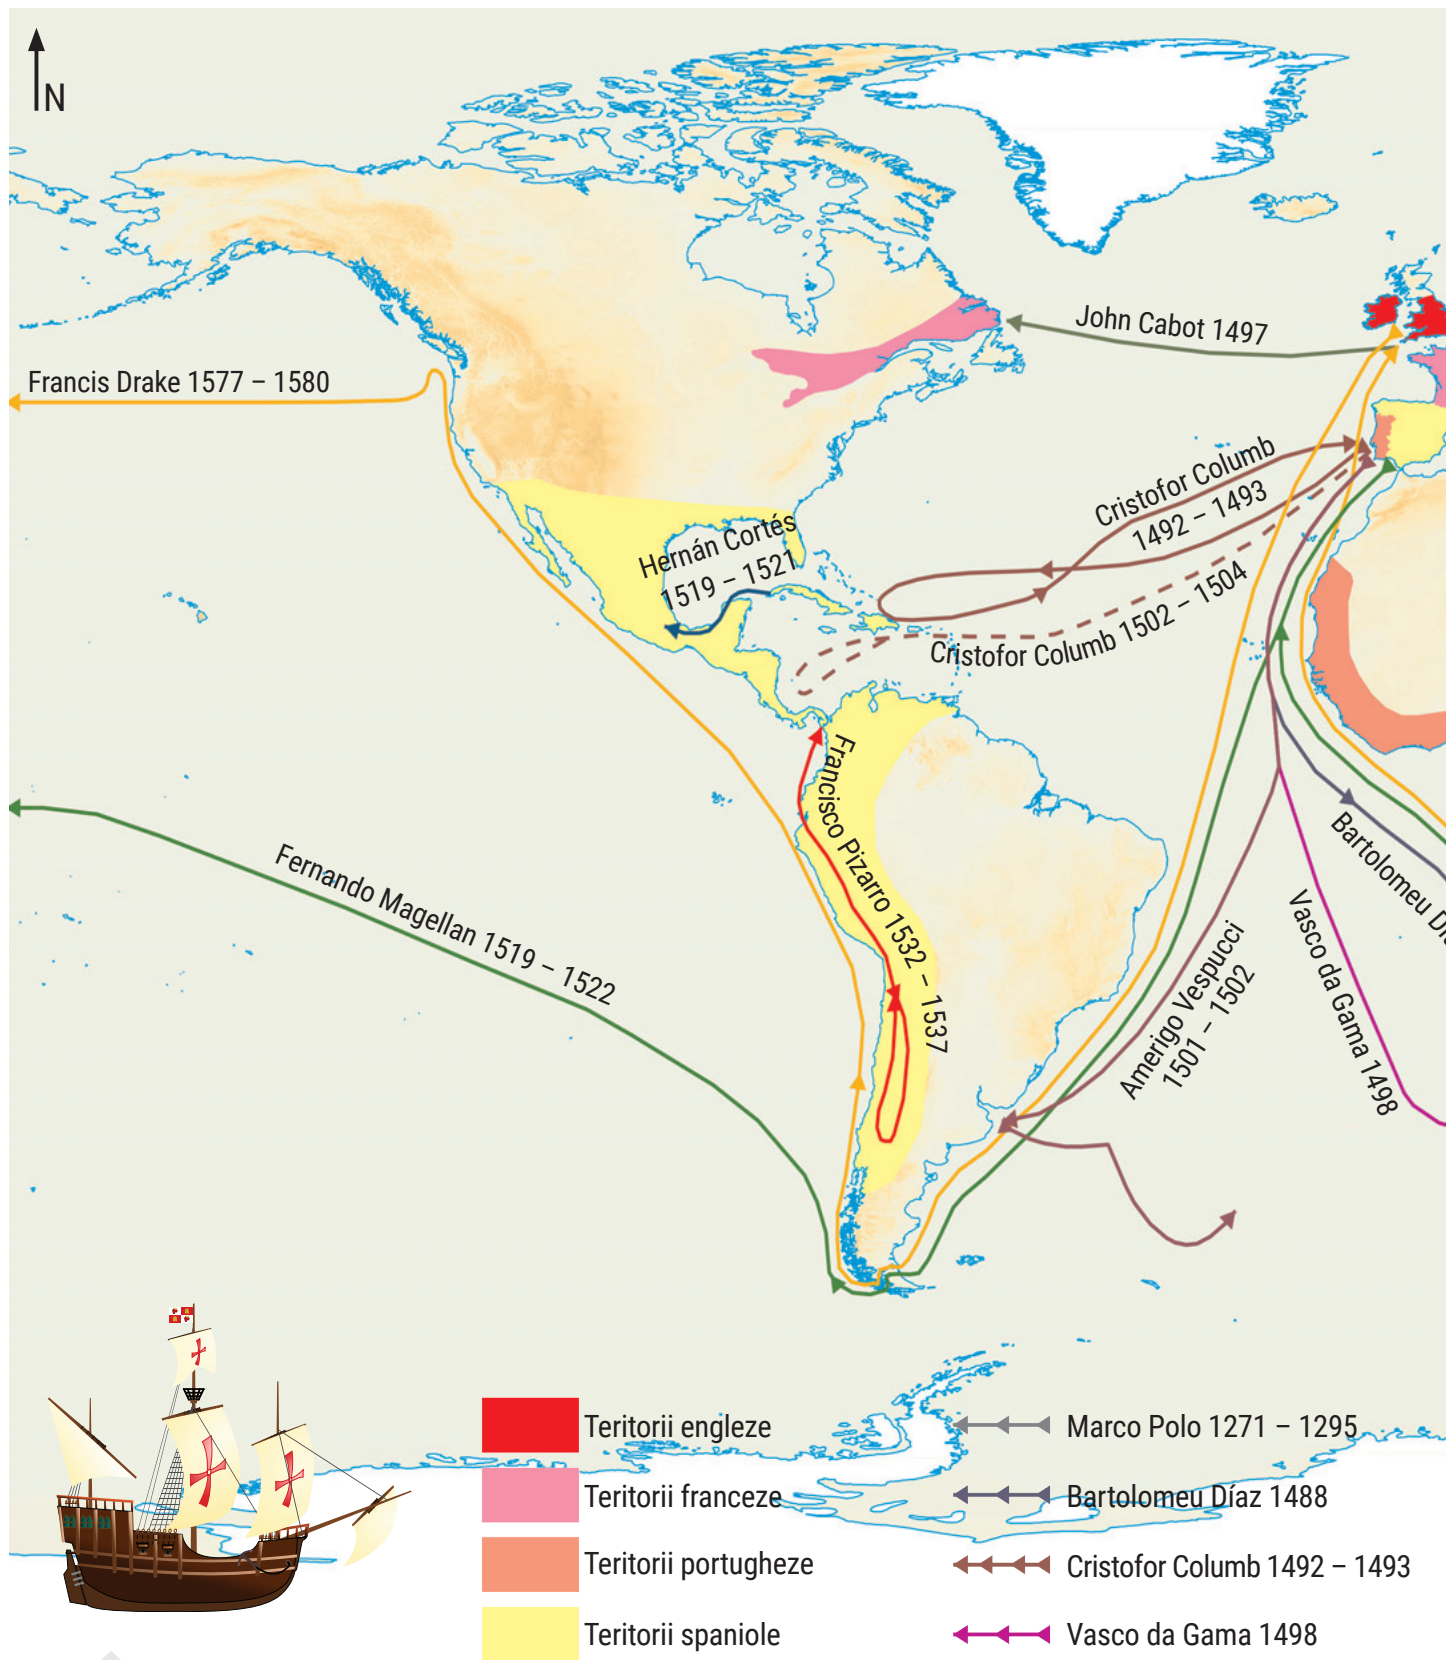 N
John Cabot 1497
Francis Drake 1577 – 1580
Cristofor Columb
1492 – 1493
Hernán Cortés
1519 – 1521
Cristofor Columb 1502 – 1504
Francisco Pizarro 1532 – 1537
Fernando Magellan 1519 – 1522
Bartolomeu
Vasco da Gama 1498
Amerigo Vespucci
1501 – 1502
Teritorii engleze
Teritorii franceze
Teritorii portugheze
Teritorii spaniole
Marco Polo 1271 – 1295
Bartolomeu Díaz 1488
Cristofor Columb 1492 – 1493
Vasco da Gama 1498